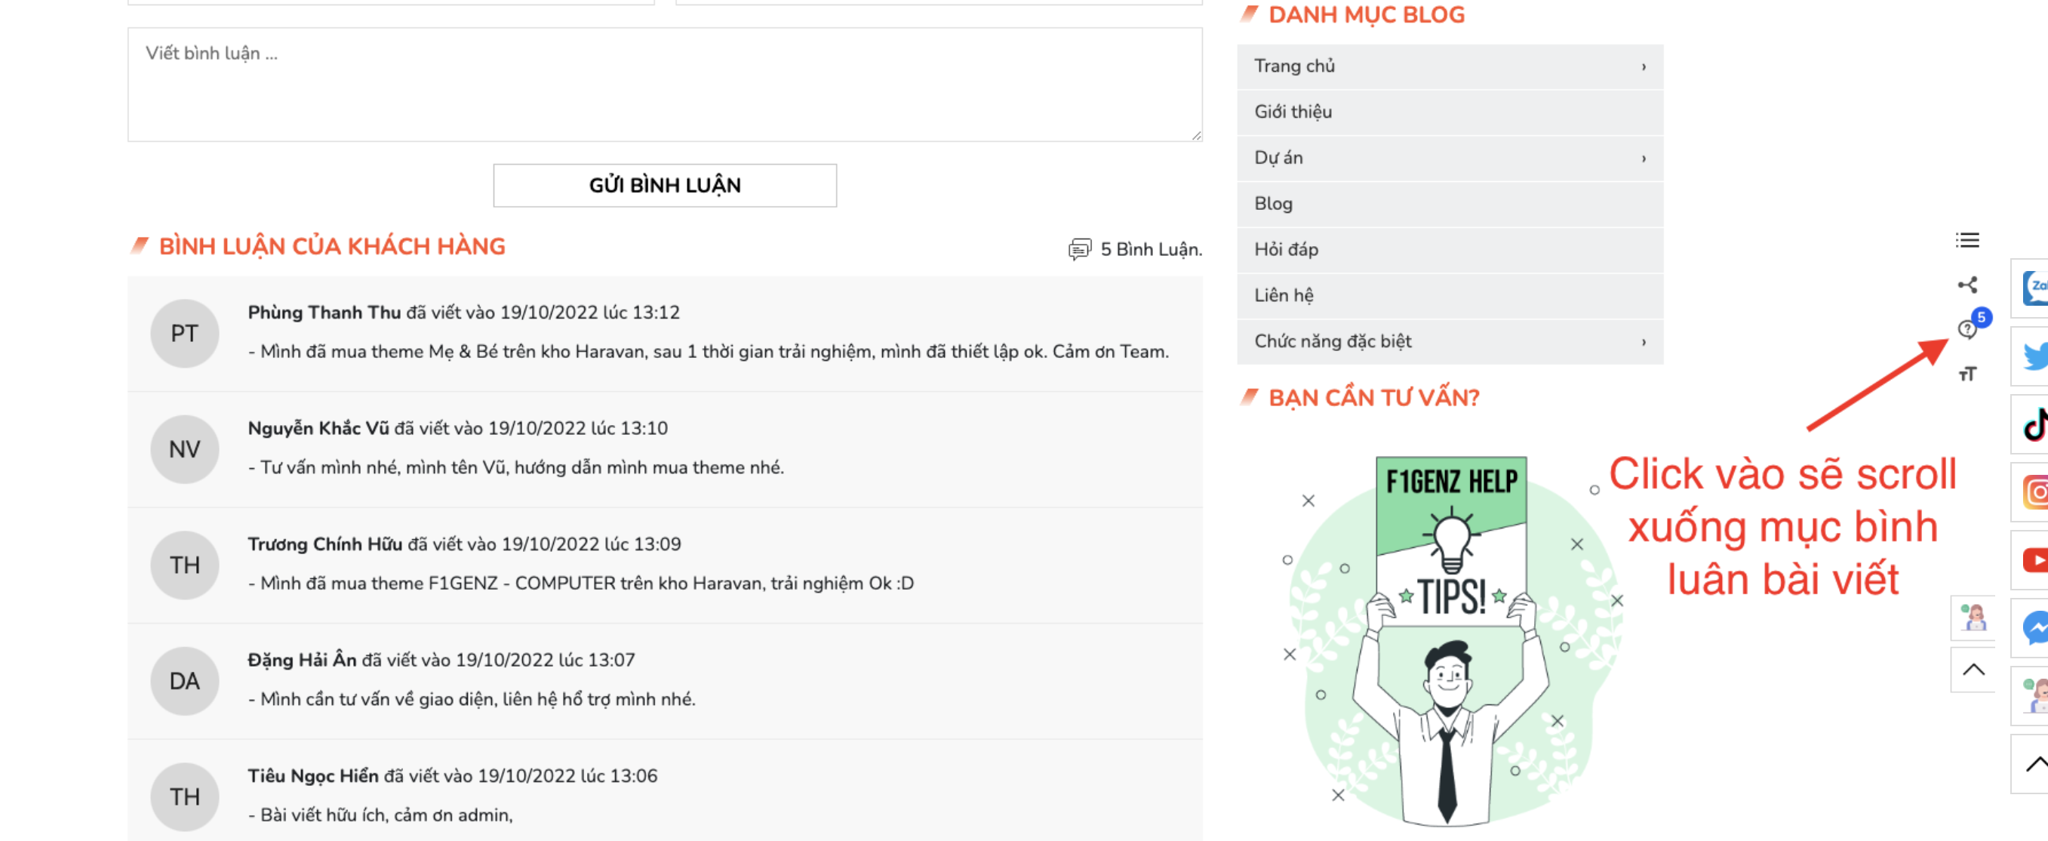 Viết bình luận ...
GỬI BÌNH LUẬN
BÌNH LUẬN CỦA KHÁCH HÀNG
5 Bình Luận.
PT
Phùng Thanh Thu đã viết vào 19/10/2022 lúc 13:12
- Mình đã mua theme Mẹ & Bé trên kho Haravan, sau 1 thời gian trải nghiệm, mình đã thiết lập ok. Cảm ơn Team.
NV
Nguyễn Khắc Vũ đã viết vào 19/10/2022 lúc 13:10
- Tư vấn mình nhé, mình tên Vũ, hướng dẫn mình mua theme nhé.
TH
Trương Chính Hữu đã viết vào 19/10/2022 lúc 13:09
- Mình đã mua theme F1GENZ - COMPUTER trên kho Haravan, trải nghiệm Ok :D
DA
Đặng Hải Ân đã viết vào 19/10/2022 lúc 13:07
- Mình cần tư vấn về giao diện, liên hệ hổ trợ mình nhé.
TH
Tiêu Ngọc Hiển đã viết vào 19/10/2022 lúc 13:06
- Bài viết hữu ích, cảm ơn admin,
DANH MỤC BLOG
Trang chủ
Giới thiệu
Dự án
Blog
Hỏi đáp
Liên hệ
Chức năng đặc biệt
BẠN CẦN TƯ VẤN?
F1GENZ HELP
TIPS!
5
TT
Click vào sẽ scroll
xuống mục bình
luân bài viết